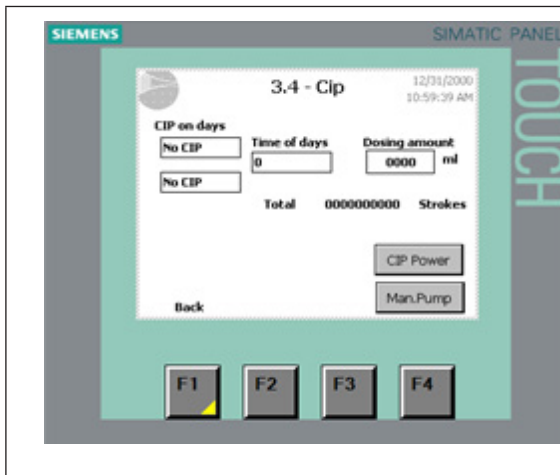 SIEMENS
SIMATIC PANEL
TOUCH
3.4 - Cip
12/31/2000
10:59:39 AM
CIP on days
No CIP
Time of days
0
Dosing amount
0000 ml
No CIP
Total 0000000000 Strokes
CIP Power
Man.Pump
Back
F1 F2 F3 F4